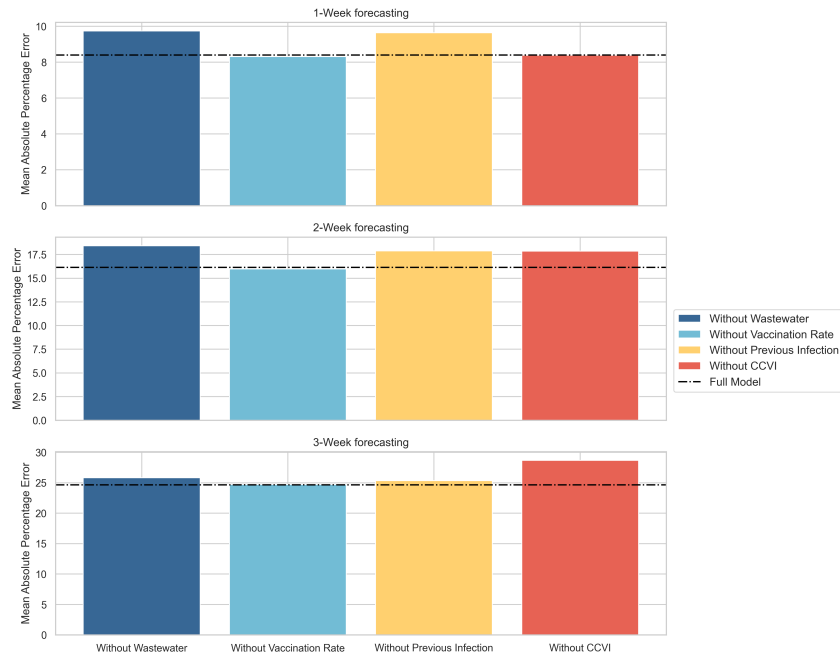 1-Week forecasting
Mean Absolute Percentage Error
10
8
6
4
2
0
2-Week forecasting
Mean Absolute Percentage Error
17.5
15.0
12.5
10.0
7.5
5.0
2.5
0.0
Without Wastewater
Without Vaccination Rate
Without Previous Infection
Without CCVI
Full Model
3-Week forecasting
Mean Absolute Percentage Error
30
25
20
15
10
5
0
Without Wastewater Without Vaccination Rate Without Previous Infection Without CCVI